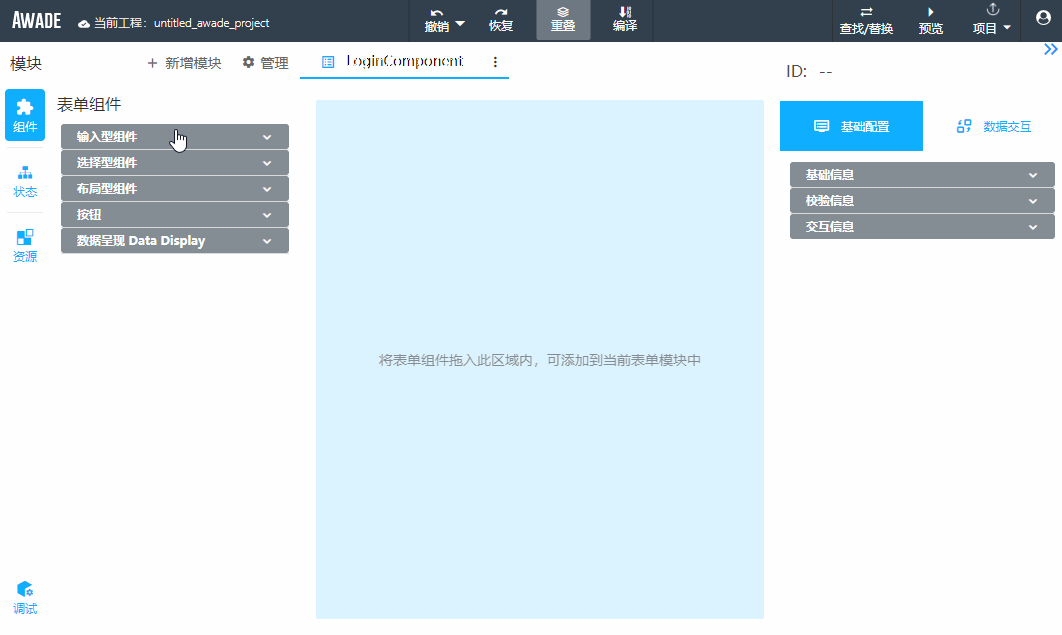 AWADE
当前工程：untitled_awade_project
撤销
恢复
重叠
编译
查找/替换
预览
项目
模块
新增模块
管理
LoginComponent
ID: --
组件
状态
资源
调试
表单组件
输入型组件
选择型组件
布局型组件
按钮
数据呈现 Data Display
将表单组件拖入此区域内，可添加到当前表单模块中
基础配置
数据交互
基础信息
校验信息
交互信息